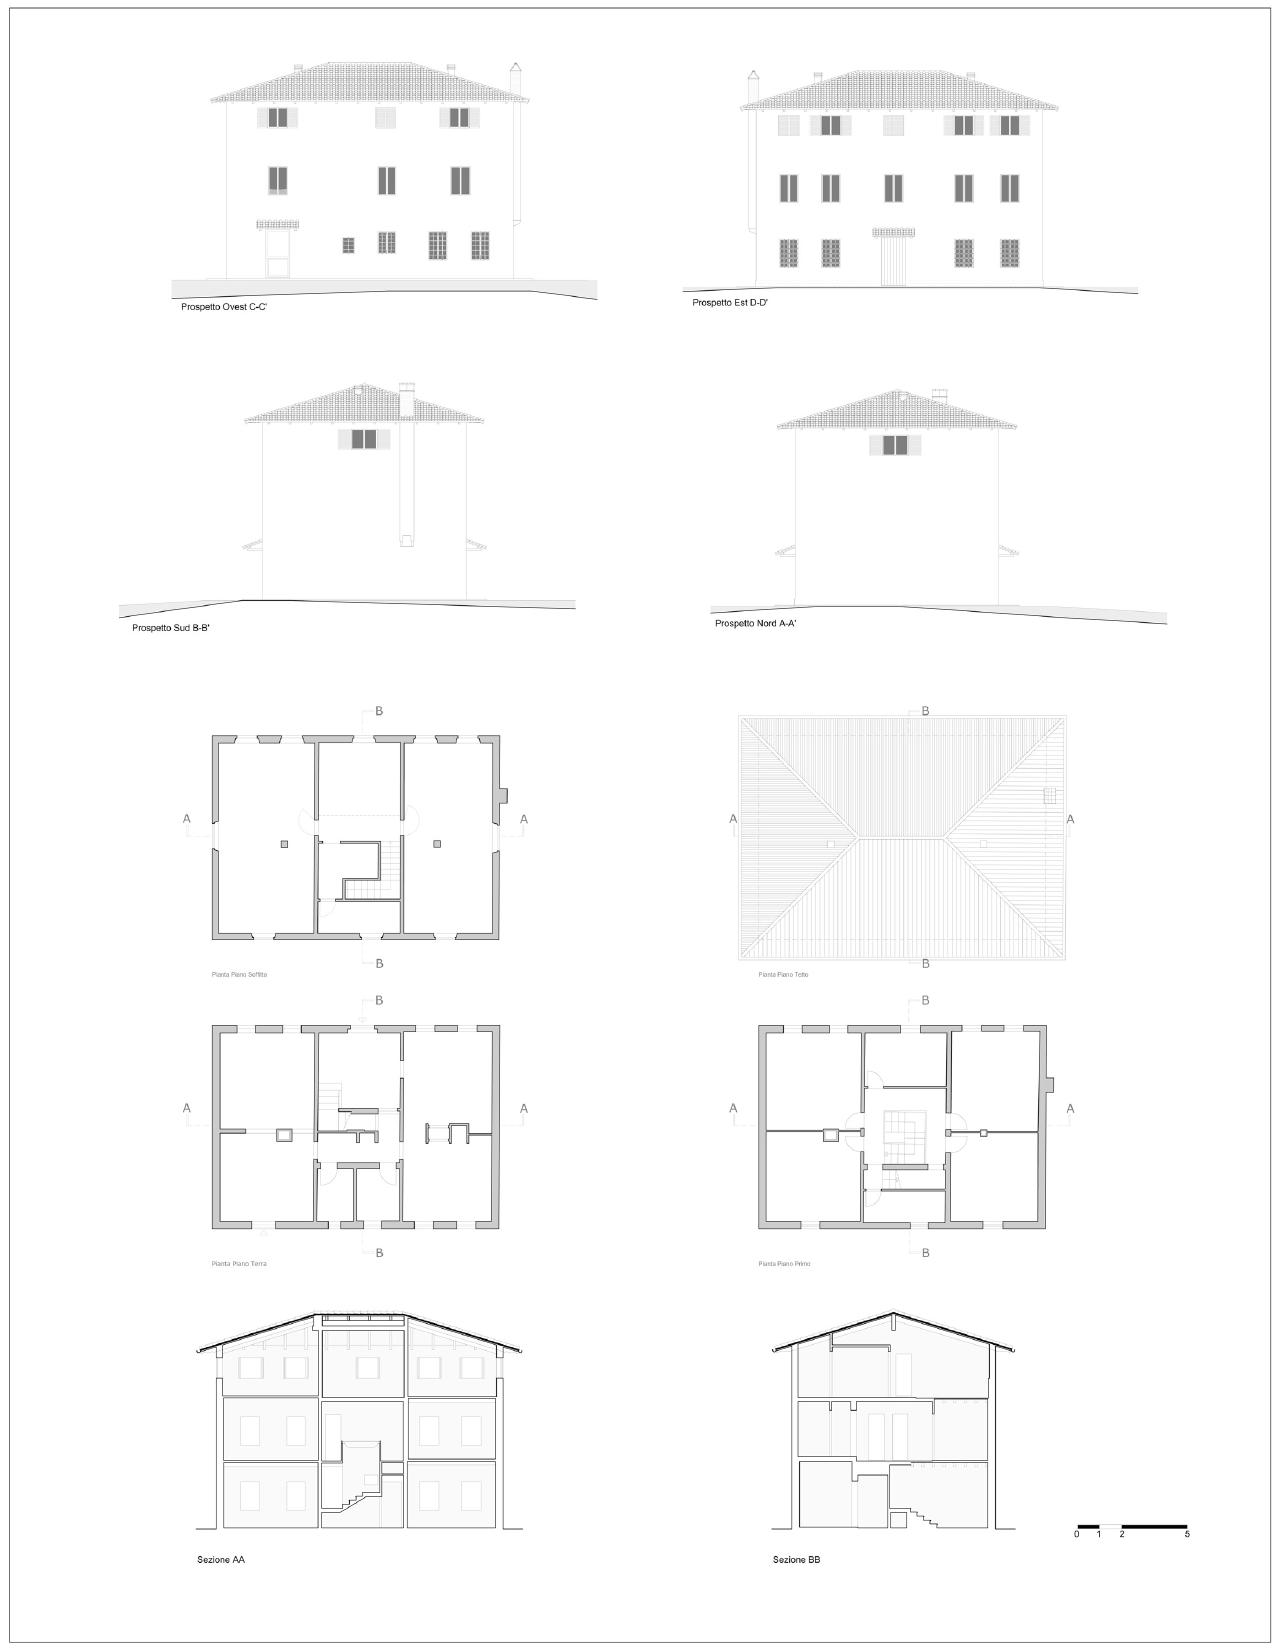 Prospetto Ovest C-C'
Prospetto Est D-D'
Prospetto Sud B-B'
Prospetto Nord A-A'
B
B
A
A
A
A
B
B
Pianta Piano Soffitto
Pianta Piano Tetto
B
B
A
A
A
A
B
B
Pianta Piano Terra
Pianta Piano Primo
0 1 2 5
Sezione AA
Sezione BB